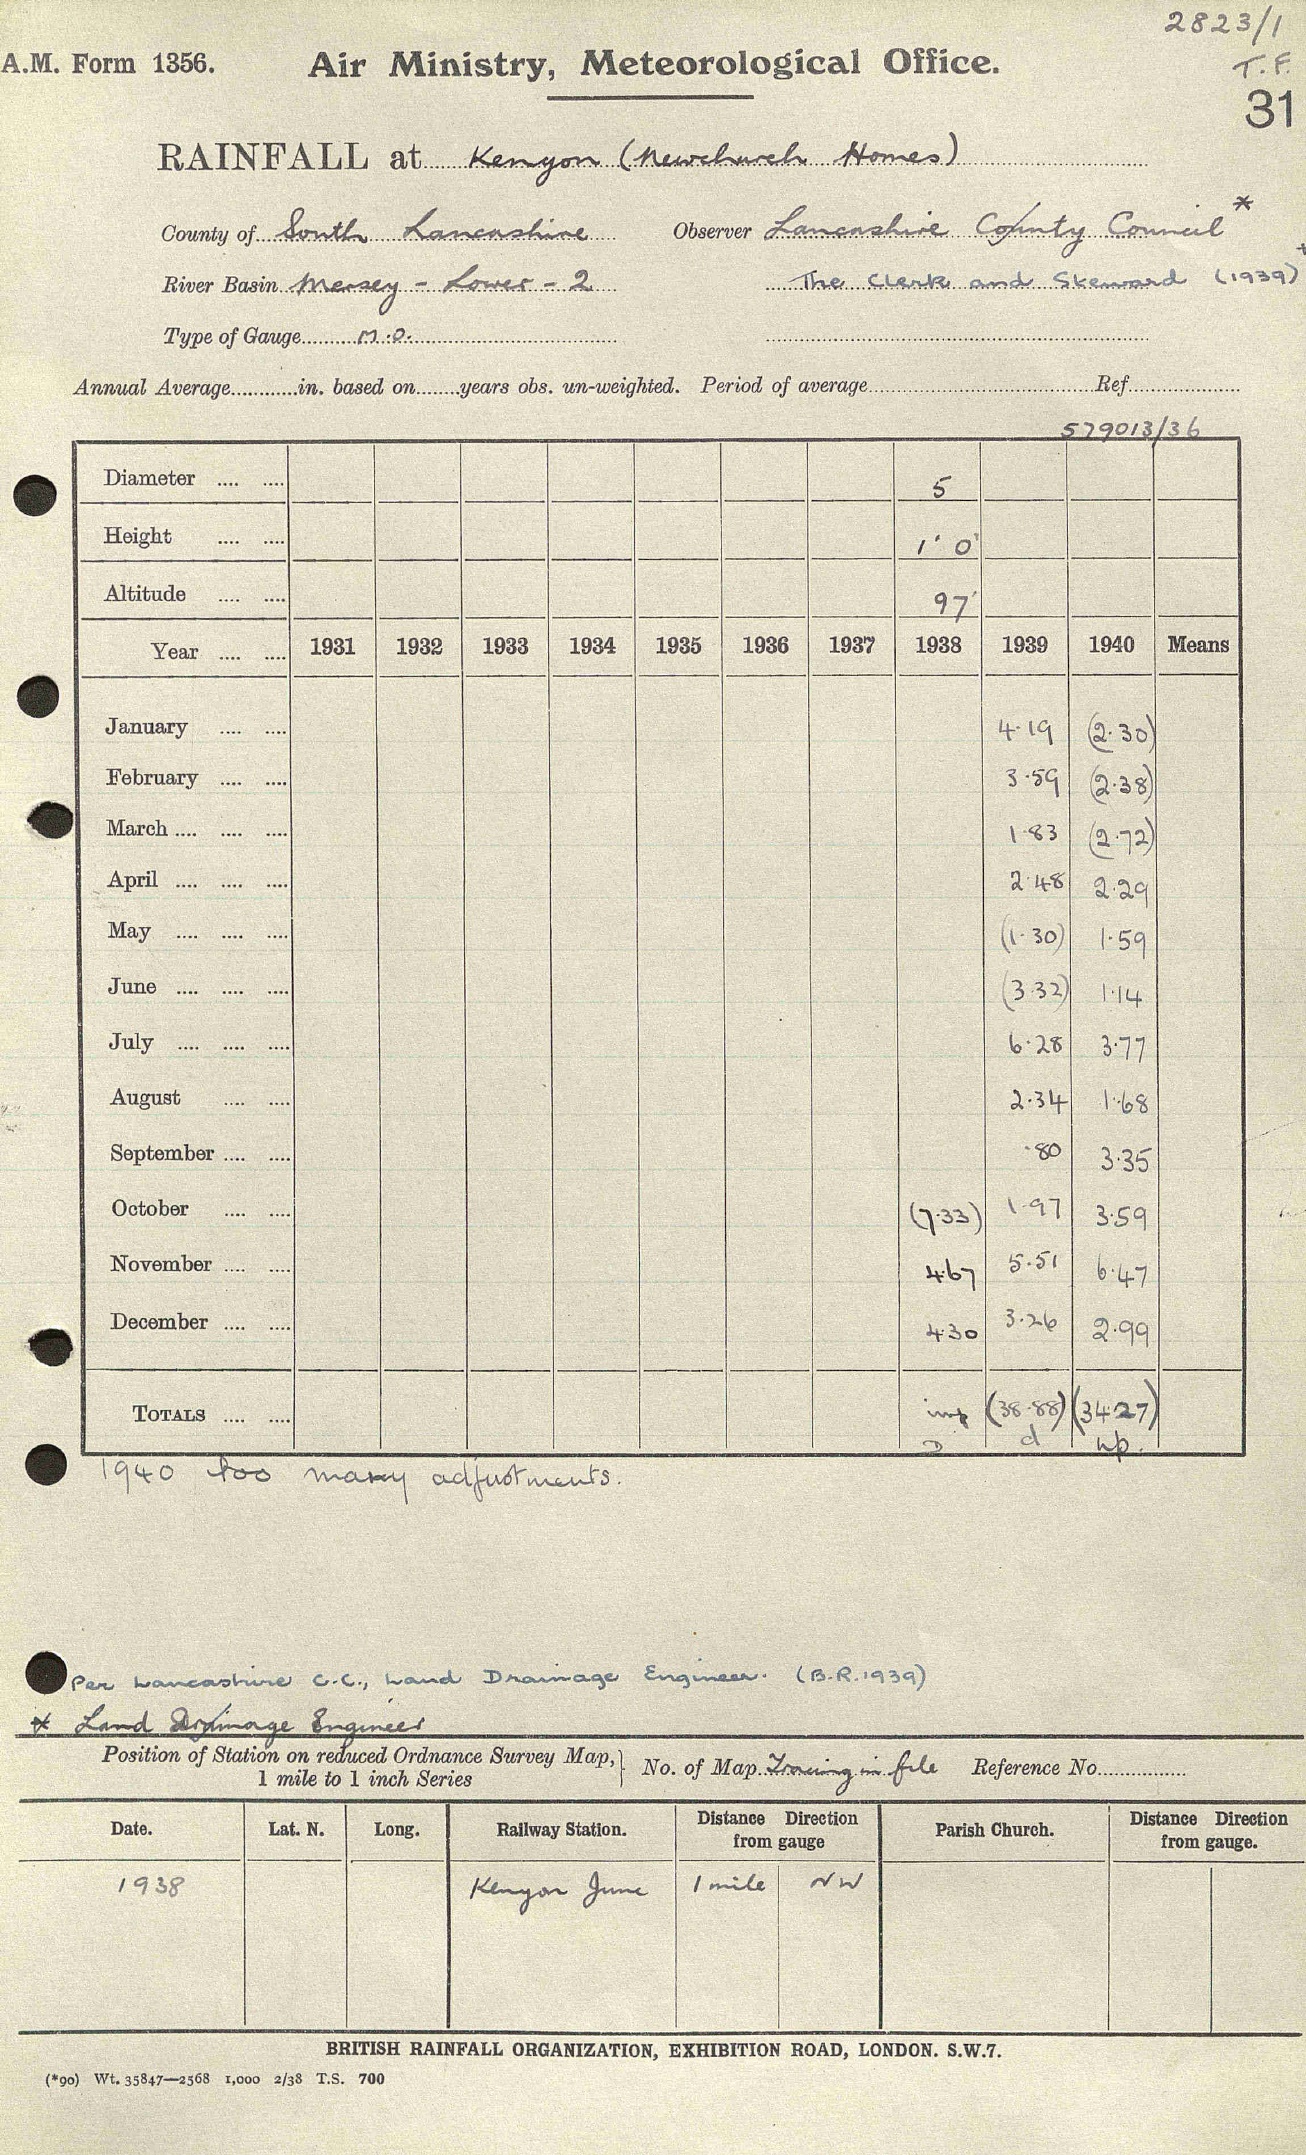 2823/1
A.M. Form 1356. Air Ministry, Meteorological Office. T.F.
31
RAINFALL at Kenyon (Newchurch Homes)
County of South Lancashire Observer Lancashire County Council *
River Basin Mersey - Lower - 2 The Clerk and Steward (1939) +
Type of Gauge M.O.
Annual Average............in. based on........years obs. un-weighted. Period of average.............Ref.............
579013/36
Diameter .... .... 5
Height .... .... 1' 0"
Altitude .... .... 97'
Year .... .... 1931 1932 1933 1934 1935 1936 1937 1938 1939 1940 Means
January .... .... 4.19 (2.30)
February .... .... 3.59 (2.38)
March .... .... .... 1.83 (2.72)
April .... .... .... 2.48 2.29
May .... .... .... (1.30) 1.59
June .... .... .... (3.32) 1.14
July .... .... .... 6.28 3.77
August .... .... 2.34 1.68
September .... .... .80 3.35
October .... .... (7.33) 1.97 3.59
November .... .... 4.67 5.51 6.47
December .... .... 4.30 3.26 2.99
TOTALS .... .... imp (38.88) (34.27)
d np.
1940 too many adjustments.
Per Lancashire C.C., Land Drainage Engineer. (B.R.1939)
* Land Drainage Engineer
Position of Station on reduced Ordnance Survey Map, 1 mile to 1 inch Series } No. of Map Tracing in file Reference No...............
Date. Lat. N. Long. Railway Station. Distance Direction from gauge Parish Church. Distance Direction from gauge.
1938 Kenyon Junc 1 mile NW
BRITISH RAINFALL ORGANIZATION, EXHIBITION ROAD, LONDON. S.W.7.
(*90) Wt. 35847—2568 1,000 2/38 T.S. 700